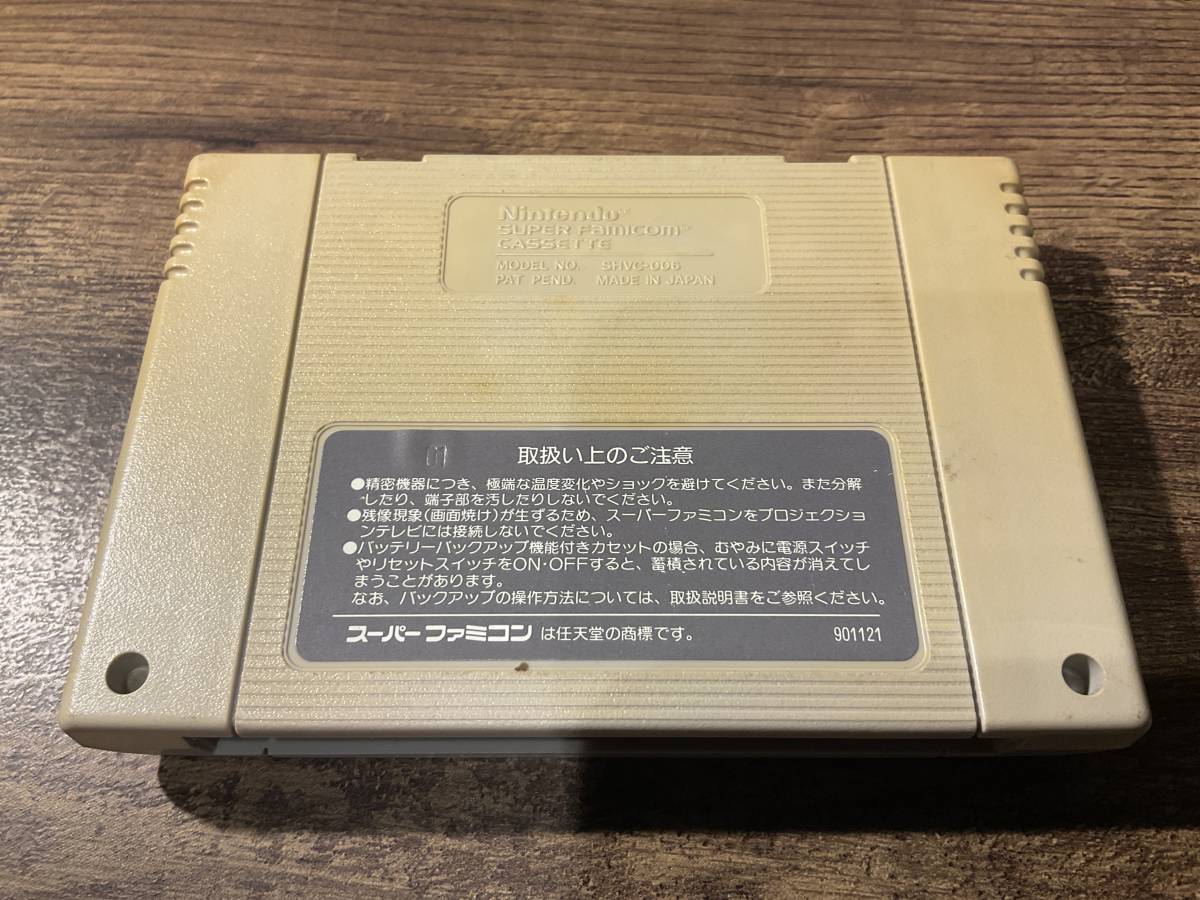 Nintendo™
SUPER Famicom™
CASSETTE
MODEL NO. SHVC-006
PAT PEND. MADE IN JAPAN
取扱い上のご注意
●精密機器につき、極端な温度変化やショックを避けてください。また分解
したり、端子部を汚したりしないでください。
●残像現象(画面焼け)が生ずるため、スーパーファミコンをプロジェクショ
ンテレビには接続しないでください。
●バッテリーバックアップ機能付きカセットの場合、むやみに電源スイッチ
やリセットスイッチをON・OFFすると、蓄積されている内容が消えてし
まうことがあります。
なお、バックアップの操作方法については、取扱説明書をご参照ください。
スーパーファミコン は任天堂の商標です。 901121